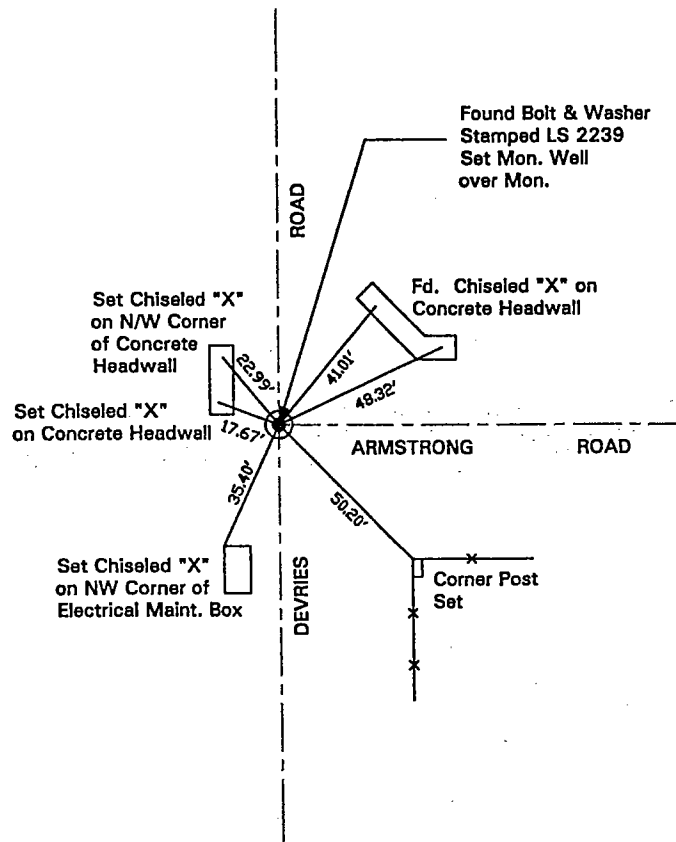 Found Bolt & Washer
Stamped LS 2239
Set Mon. Well
over Mon.
ROAD
Set Chiseled "X"
on N/W Corner
of Concrete
Headwall
Fd. Chiseled "X" on
Concrete Headwall
22.99'
41.01'
48.32'
Set Chiseled "X"
on Concrete Headwall
17.67'
ARMSTRONG ROAD
35.40'
50.20'
Set Chiseled "X"
on NW Corner of
Electrical Maint. Box
DEVRIES
Corner Post
Set